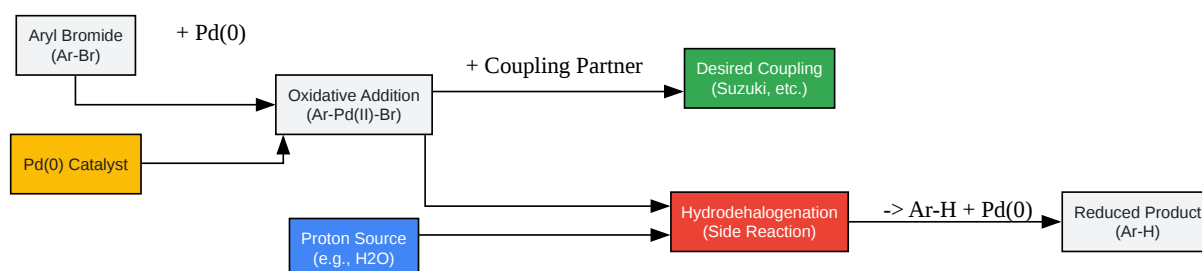 Aryl Bromide
(Ar-Br)
+ Pd(0)
+ Coupling Partner
Desired Coupling
(Suzuki, etc.)
Oxidative Addition
(Ar-Pd(II)-Br)
Pd(0) Catalyst
Hydrodehalogenation
(Side Reaction)
-> Ar-H + Pd(0)
Reduced Product
(Ar-H)
Proton Source
(e.g., H2O)